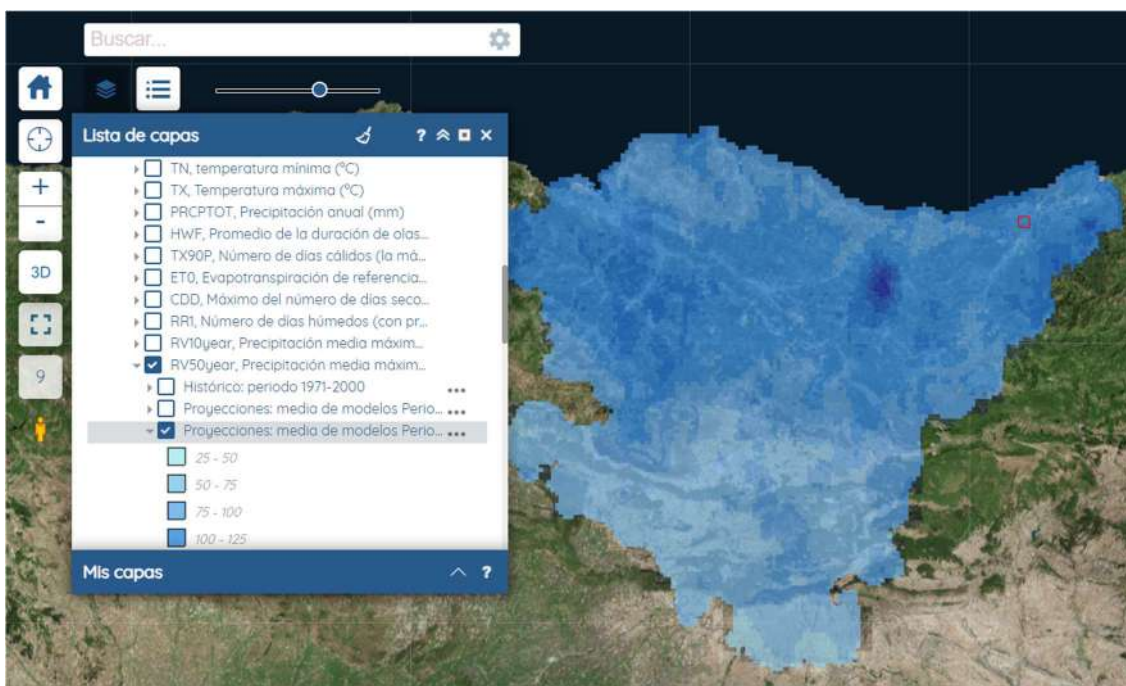 Buscar...
Lista de capas
?
TN, temperatura mínima (ºC)
TX, Temperatura máxima (ºC)
PRCPTOT, Precipitación anual (mm)
HWF, Promedio de la duración de olas...
TX90P, Número de días cálidos (la má...
ET0, Evapotranspiración de referencia...
CDD, Máximo del número de días seco...
RR1, Número de días húmedos (con pr...
RV10year, Precipitación media máxim...
RV50year, Precipitación media máxim...
Histórico: periodo 1971-2000
Proyecciones: media de modelos Perio...
Proyecciones: media de modelos Perio...
25 - 50
50 - 75
75 - 100
100 - 125
Mis capas
?
+
-
3D
9